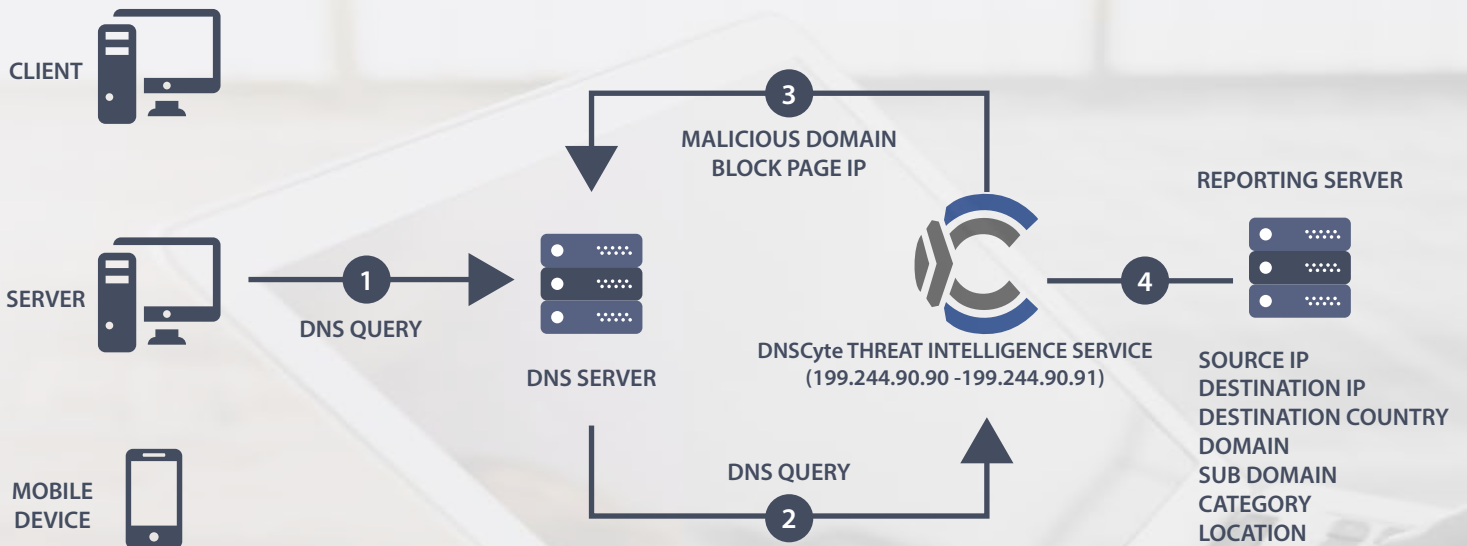 CLIENT
3
MALICIOUS DOMAIN
BLOCK PAGE IP
REPORTING SERVER
SERVER
1
DNS QUERY
DNS SERVER
DNSCyte THREAT INTELLIGENCE SERVICE
(199.244.90.90 -199.244.90.91)
4
SOURCE IP
DESTINATION IP
DESTINATION COUNTRY
DOMAIN
SUB DOMAIN
CATEGORY
LOCATION
MOBILE
DEVICE
DNS QUERY
2